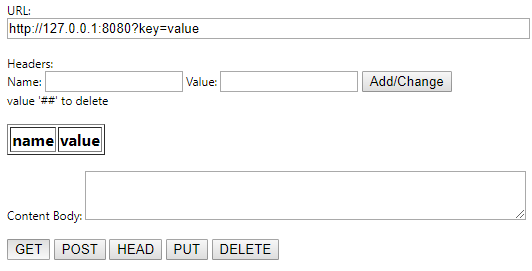 URL:
http://127.0.0.1:8080?key=value
Headers:
Name: Value: Add/Change
value '##' to delete
name value
Content Body:
GET POST HEAD PUT DELETE